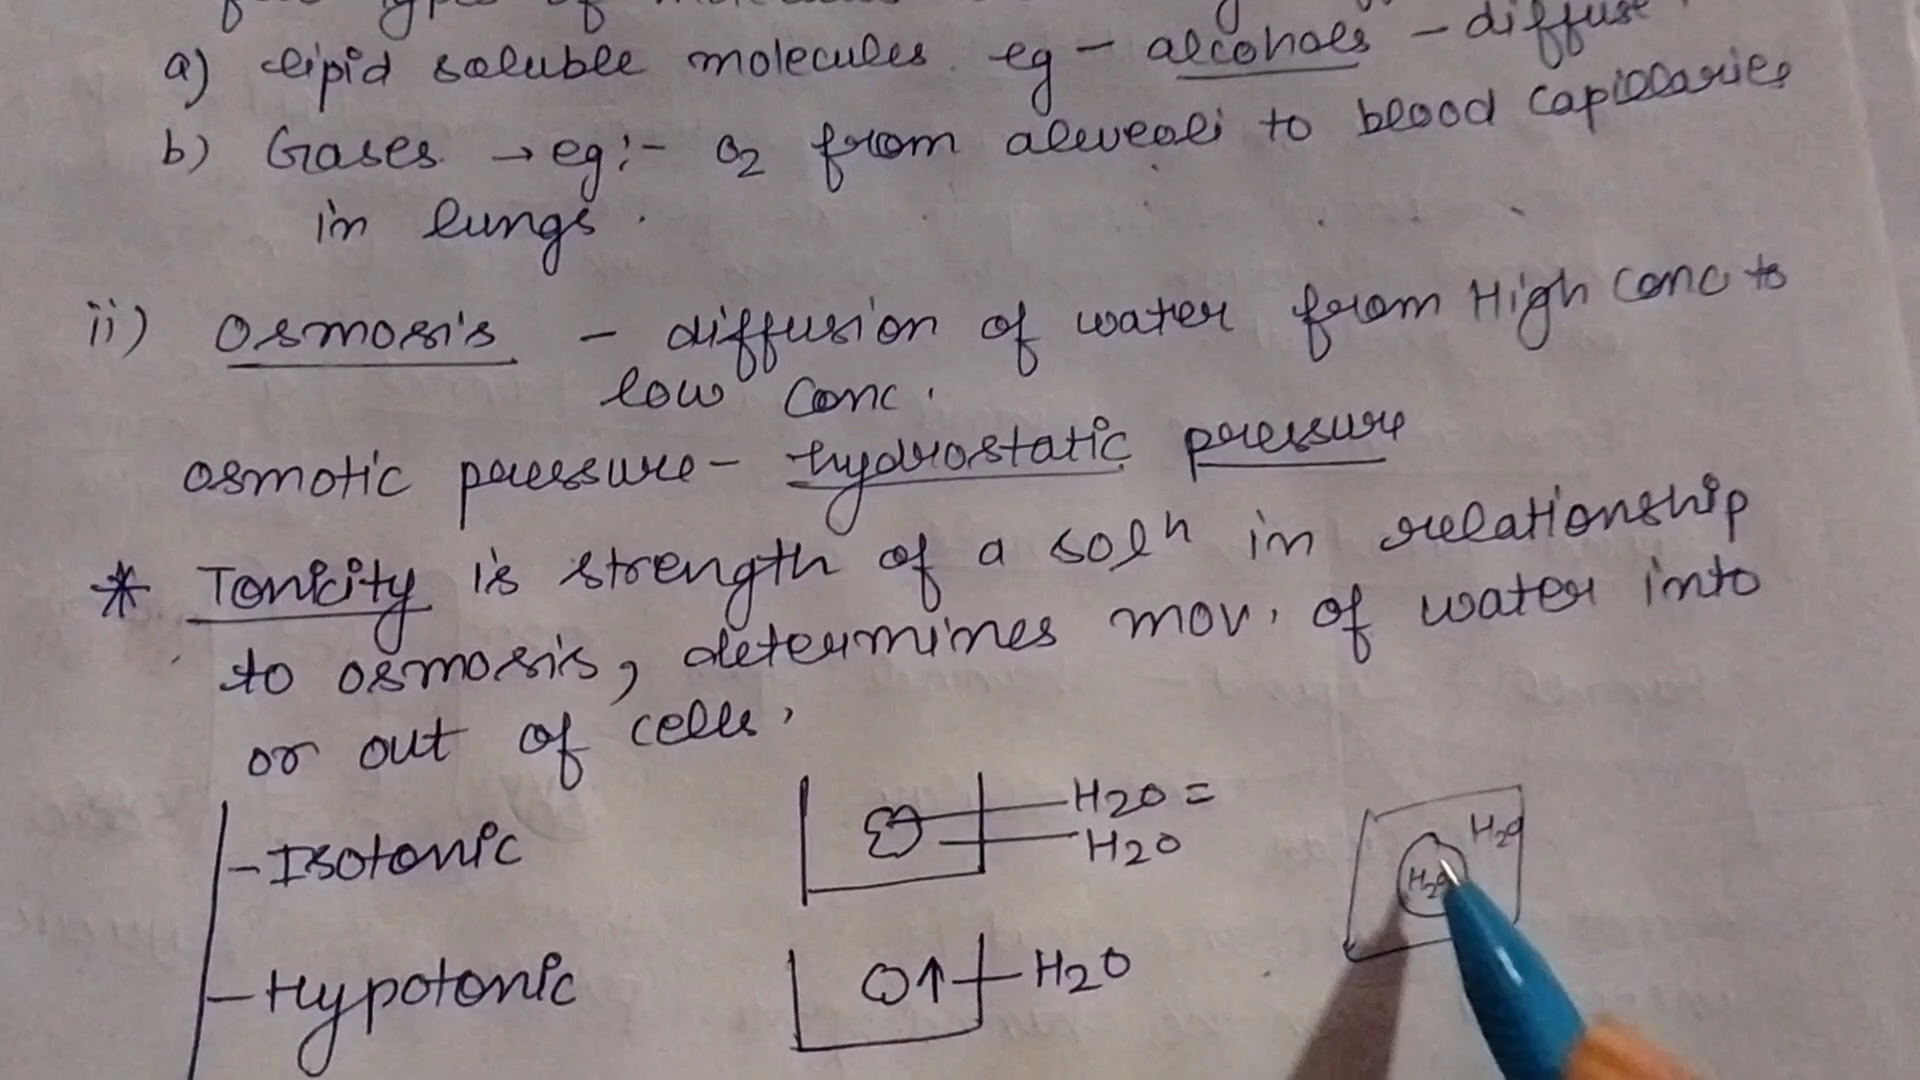 a) lipid soluble molecules. eg - alcohols - diffuse
b) Gases → eg:- O2 from alveoli to blood capillaries
in lungs.
ii) Osmosis - diffusion of water from High conc to
low conc.
osmotic pressure - hydrostatic pressure
* Tonicity is strength of a solⁿ in relationship
to osmosis, determines mov. of water into
or out of cells.
- Isotonic
H2O =
H2O
H2O
H2O
- Hypotonic
↑ H2O